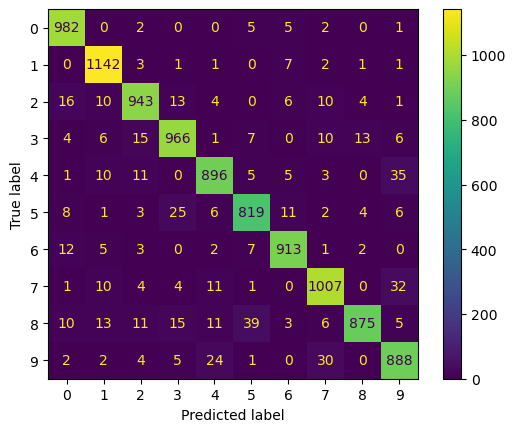 0 982 0 2 0 0 5 5 2 0 1
1 0 1142 3 1 1 0 7 2 1 1
2 16 10 943 13 4 0 6 10 4 1
3 4 6 15 966 1 7 0 10 13 6
4 1 10 11 0 896 5 5 3 0 35
5 8 1 3 25 6 819 11 2 4 6
6 12 5 3 0 2 7 913 1 2 0
7 1 10 4 4 11 1 0 1007 0 32
8 10 13 11 15 11 39 3 6 875 5
9 2 2 4 5 24 1 0 30 0 888
0 1 2 3 4 5 6 7 8 9
Predicted label
True label
1000
800
600
400
200
0